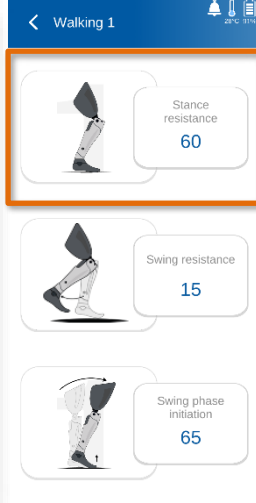 Walking 1
Stance
resistance
60
Swing resistance
15
Swing phase
initiation
65